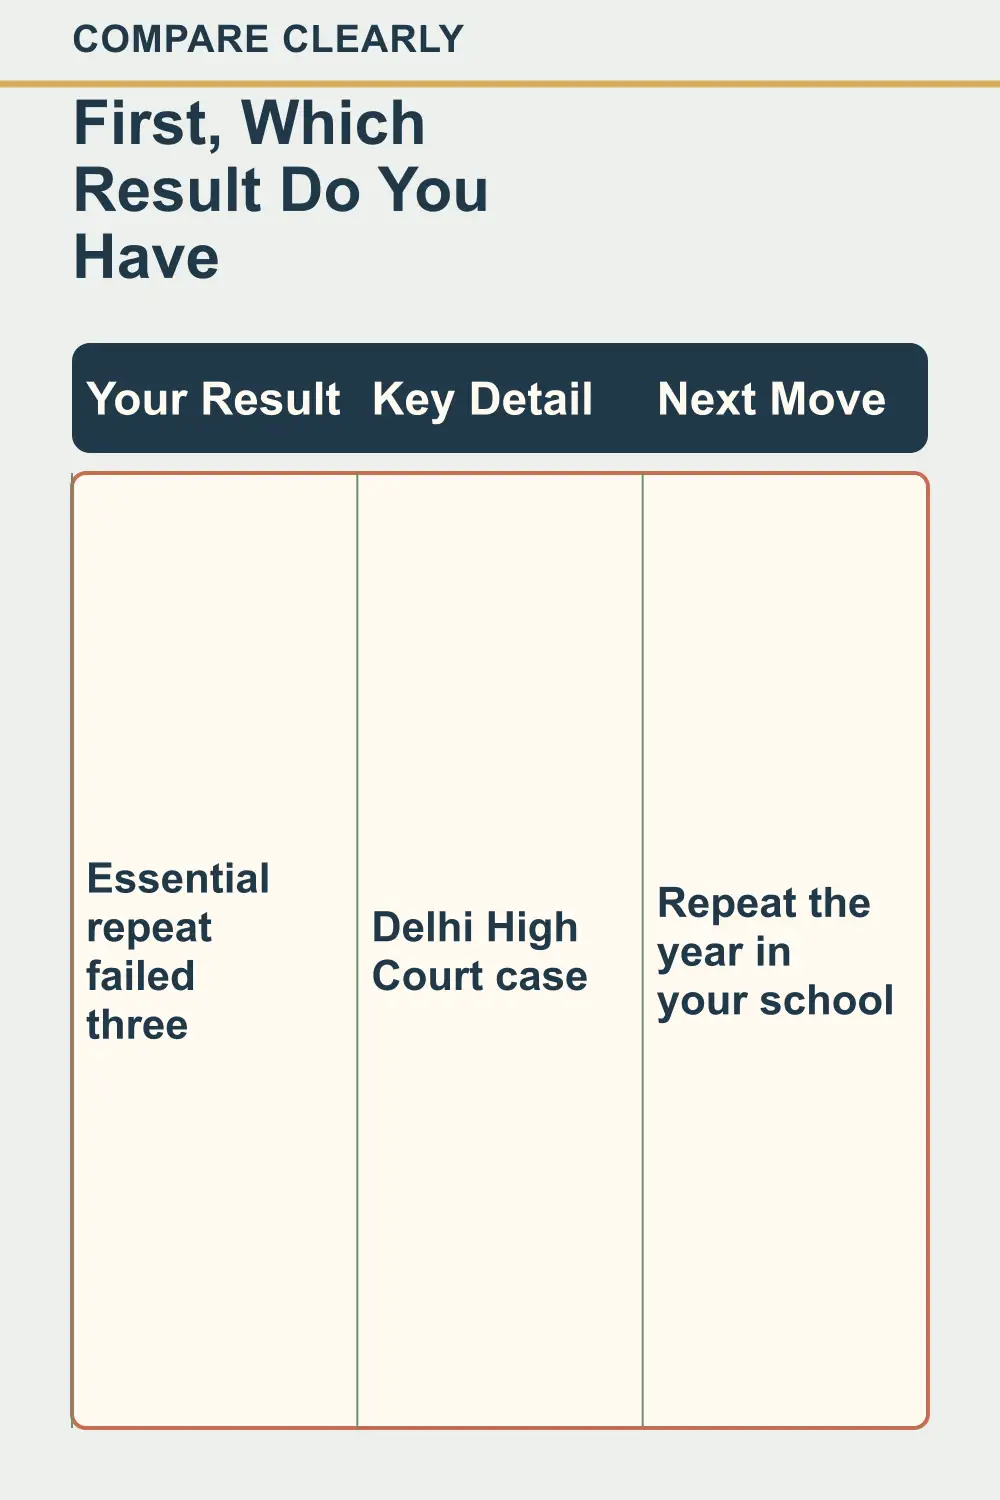 COMPARE CLEARLY
First, Which
Result Do You
Have
Your Result
Key Detail
Next Move
Essential
repeat
failed
three
Delhi High
Court case
Repeat the
year in
your school